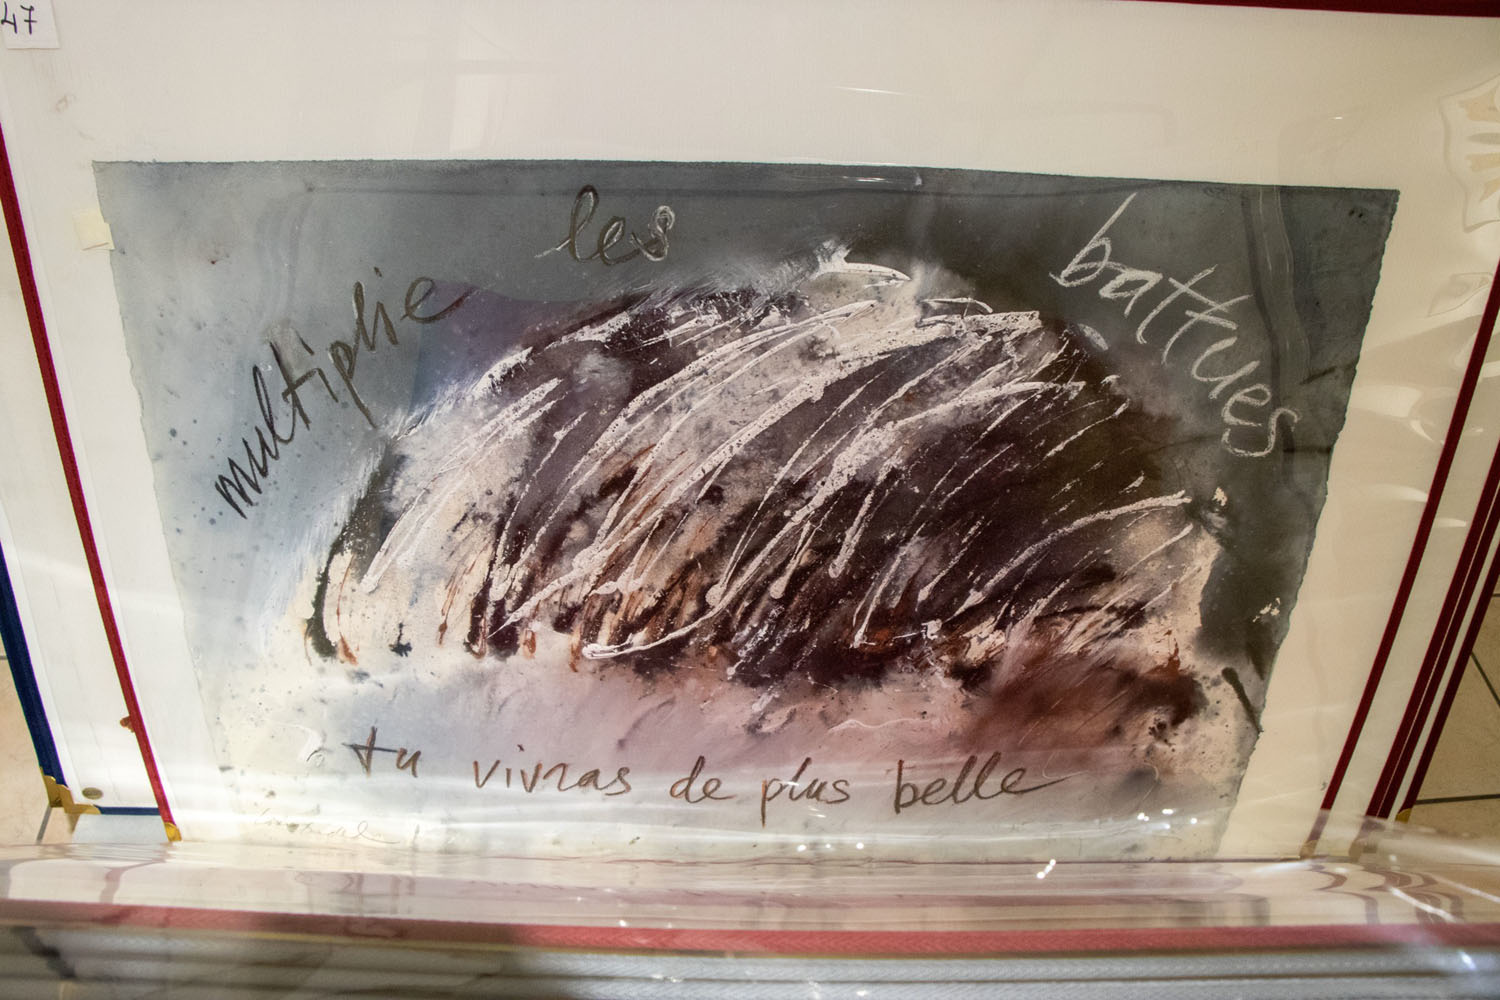 47
multiplie les battues
tu vivras de plus belle